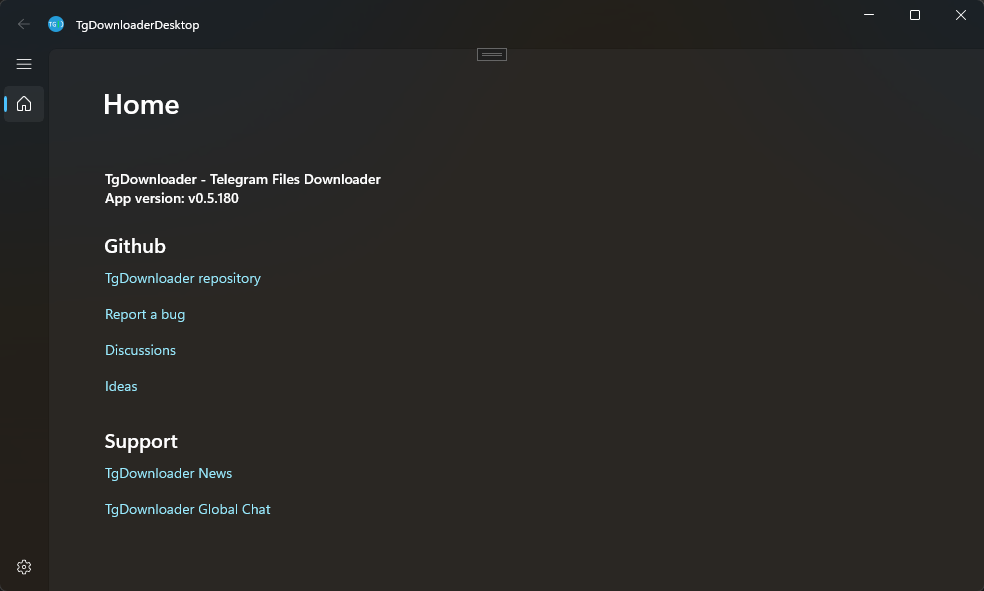 TG
TgDownloaderDesktop
Home
TgDownloader - Telegram Files Downloader
App version: v0.5.180
Github
TgDownloader repository
Report a bug
Discussions
Ideas
Support
TgDownloader News
TgDownloader Global Chat